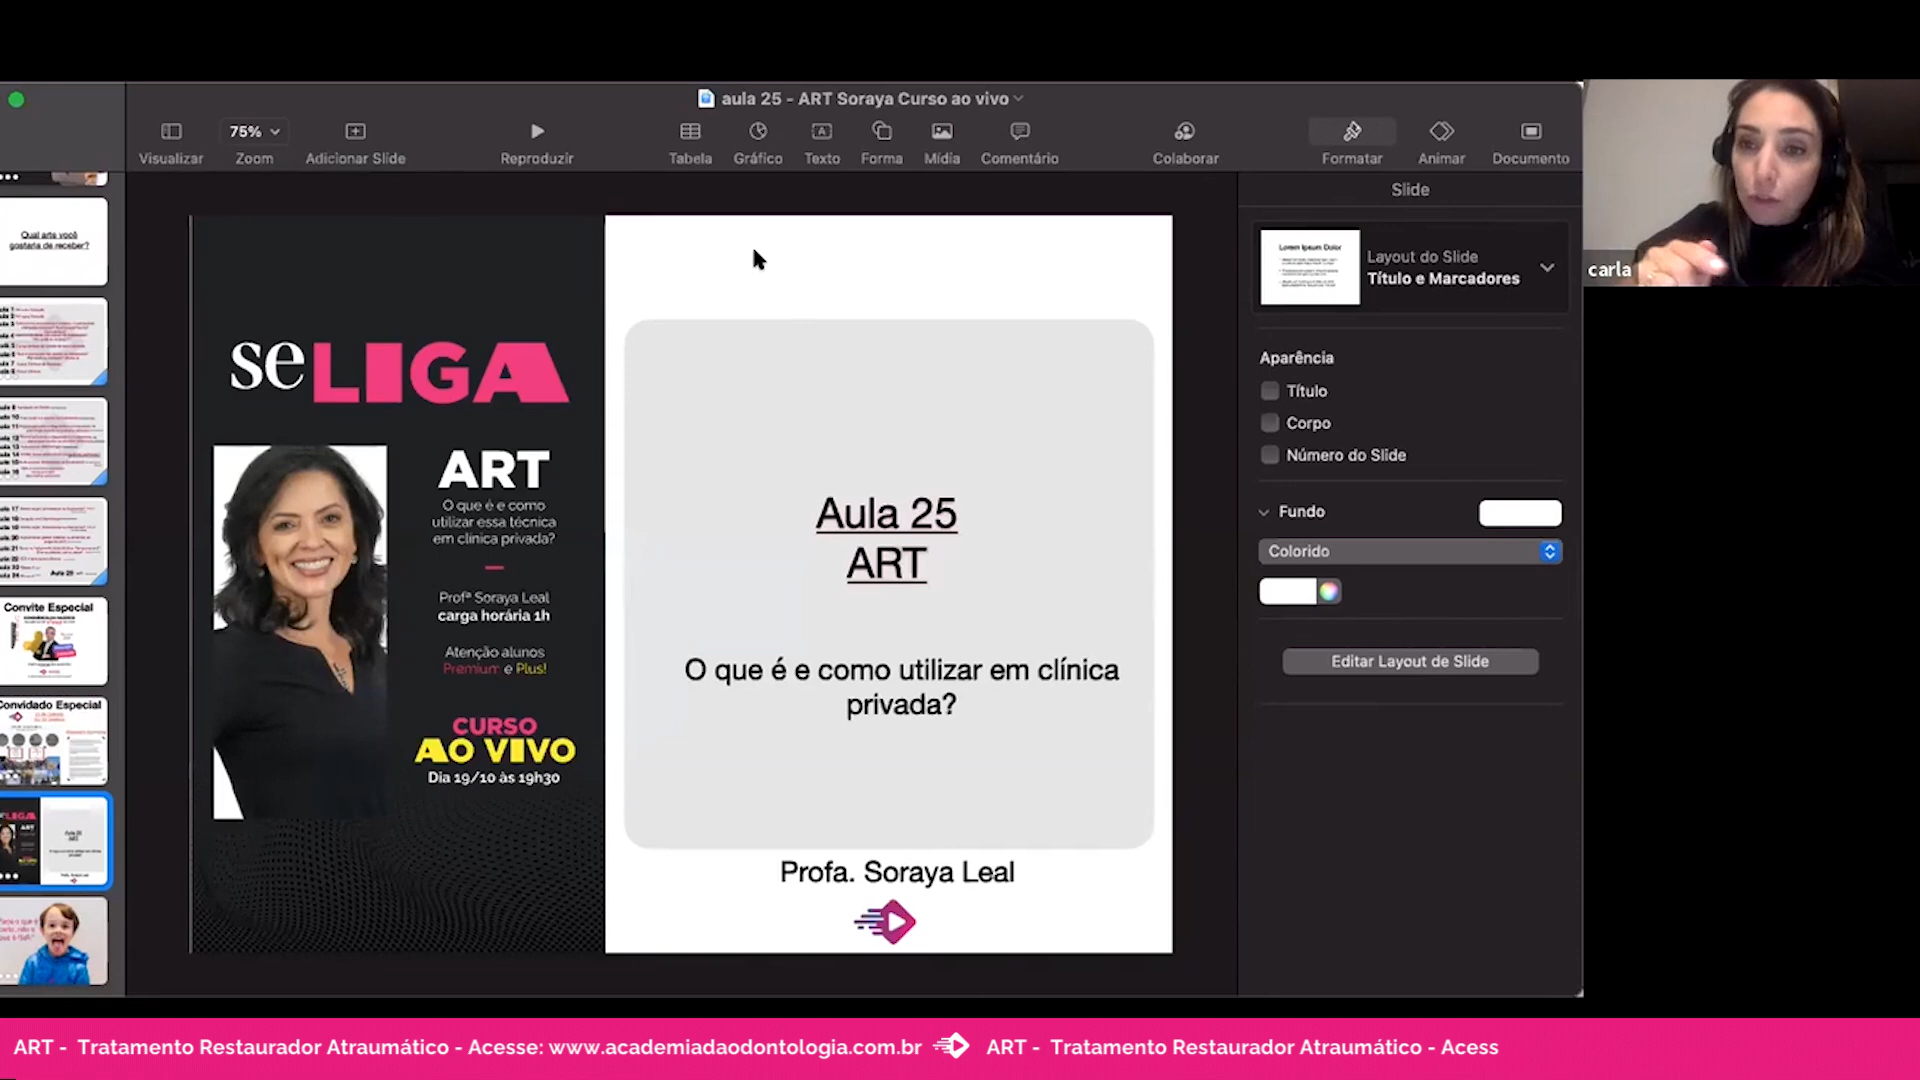 aula 25 - ART Soraya Curso ao vivo
75%
Visualizar
Zoom
Adicionar Slide
Reproduzir
Tabela
Gráfico
Texto
Forma
Mídia
Comentário
Colaborar
Formatar
Animar
Documento
Qual arte você
gostaria de receber?
Convite Especial
Convidado Especial
seLIGA
ART
O que é e como
utilizar essa técnica
em clínica privada?
Profª Soraya Leal
carga horária 1h
Atenção alunos
Premium e Plus!
CURSO
AO VIVO
Dia 19/10 às 19h30
Aula 25
ART
O que é e como utilizar em clínica
privada?
Profa. Soraya Leal
Slide
Lorem Ipsum Dolor
Layout do Slide
Título e Marcadores
Aparência
Título
Corpo
Número do Slide
Fundo
Colorido
Editar Layout de Slide
carla
ART - Tratamento Restaurador Atraumático - Acesse: www.academiadaodontologia.com.br ART - Tratamento Restaurador Atraumático - Acess